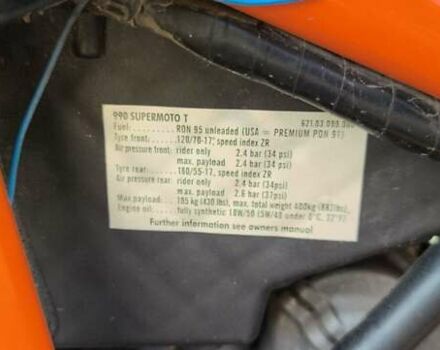 990 SUPERMOTO T 621.03.095.000
Fuel:.......... RON 95 unleaded (USA = PREMIUM PON 91)
Tyre front:......... 120/70-17; speed index ZR
Air pressure front: rider only 2.4 bar (34 psi)
max. payload 2.4 bar (34 psi)
Tyre rear:.......... 180/55-17, speed index ZR
Air pressure rear: rider only 2.4 bar (34psi)
max. payload 2.6 bar (37psi)
Max. payload:....... 195 kg (430 lbs), max. total weight 400kg (882lbs)
Engine oil:......... fully synthetic 10W/50 (5W/40 under 0°C, 32°F)
Further information see owners manual